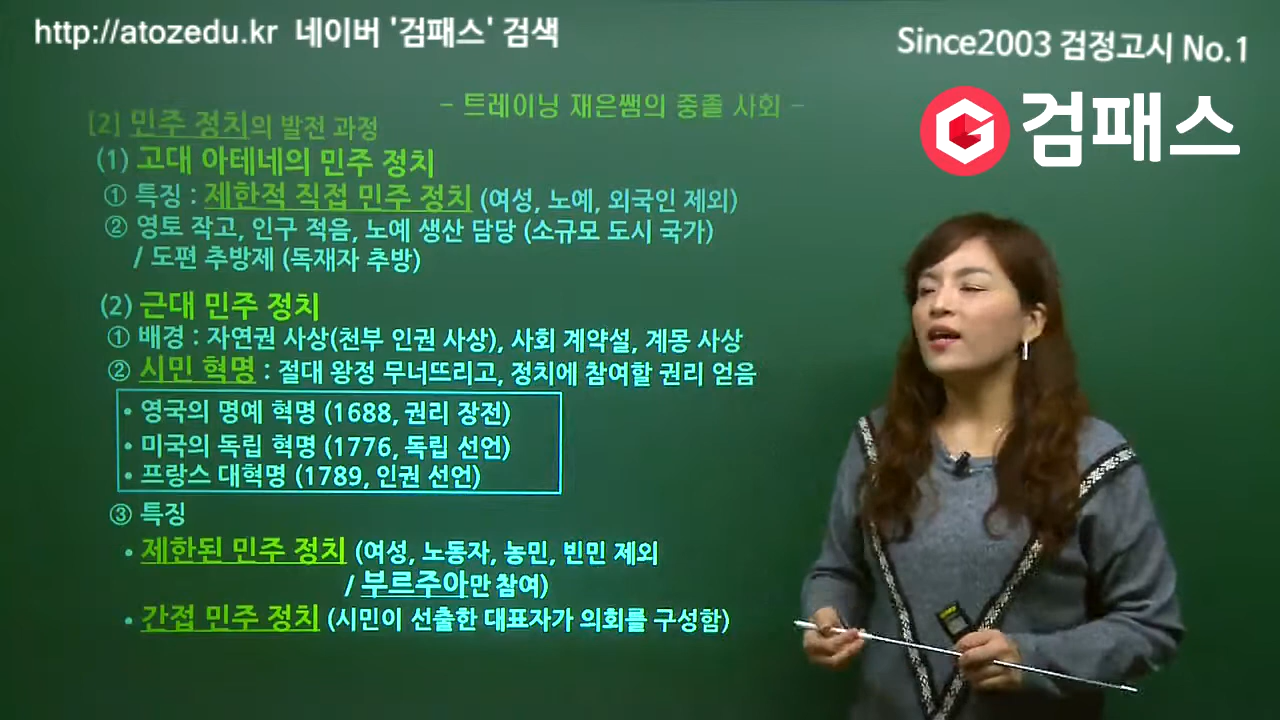 http://atozedu.kr 네이버 '검패스' 검색
Since2003 검정고시 No.1
검패스
- 트레이닝 재은쌤의 중졸 사회 -
[2] 민주 정치의 발전 과정
(1) 고대 아테네의 민주 정치
① 특징 : 제한적 직접 민주 정치 (여성, 노예, 외국인 제외)
② 영토 작고, 인구 적음, 노예 생산 담당 (소규모 도시 국가)
/ 도편 추방제 (독재자 추방)
(2) 근대 민주 정치
① 배경 : 자연권 사상(천부 인권 사상), 사회 계약설, 계몽 사상
② 시민 혁명 : 절대 왕정 무너뜨리고, 정치에 참여할 권리 얻음
• 영국의 명예 혁명 (1688, 권리 장전)
• 미국의 독립 혁명 (1776, 독립 선언)
• 프랑스 대혁명 (1789, 인권 선언)
③ 특징
• 제한된 민주 정치 (여성, 노동자, 농민, 빈민 제외
/ 부르주아만 참여)
• 간접 민주 정치 (시민이 선출한 대표자가 의회를 구성함)